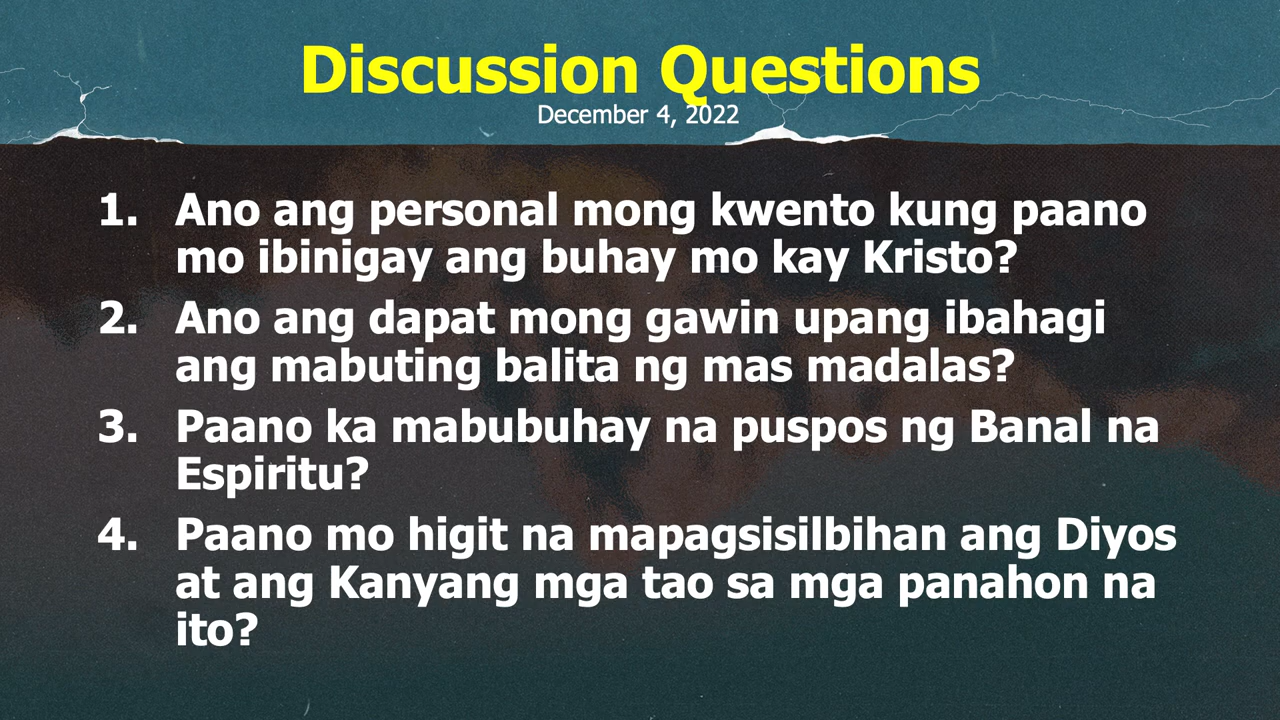 Discussion Questions
December 4, 2022
1. Ano ang personal mong kwento kung paano
mo ibinigay ang buhay mo kay Kristo?
2. Ano ang dapat mong gawin upang ibahagi
ang mabuting balita ng mas madalas?
3. Paano ka mabubuhay na puspos ng Banal na
Espiritu?
4. Paano mo higit na mapagsisilbihan ang Diyos
at ang Kanyang mga tao sa mga panahon na
ito?